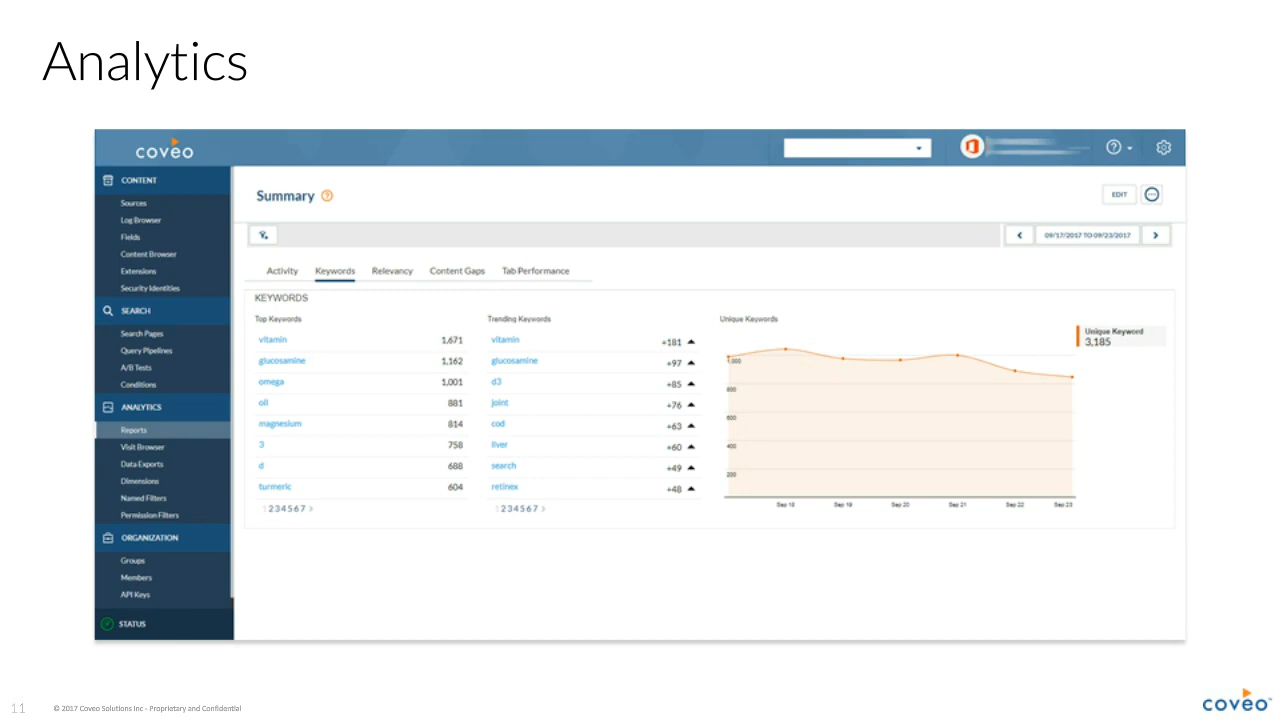 Analytics
coveo
CONTENT
Sources
Log Browser
Fields
Content Browser
Extensions
Security Identities
SEARCH
Search Pages
Query Pipelines
A/B Tests
Conditions
ANALYTICS
Reports
Visit Browser
Data Exports
Dimensions
Named Filters
Permission Filters
ORGANIZATION
Groups
Members
API Keys
STATUS
Summary
EDIT
09/17/2017 TO 09/23/2017
Activity Keywords Relevancy Content Gaps Tab Performance
KEYWORDS
Top Keywords
vitamin 1,671
glucosamine 1,162
omega 1,001
oil 881
magnesium 814
3 758
d 688
turmeric 604
1 2 3 4 5 6 7 >
Trending Keywords
vitamin +181
glucosamine +97
d3 +85
joint +76
cod +63
liver +60
search +49
retinex +48
1 2 3 4 5 6 7 >
Unique Keywords
Unique Keyword
3,185
1,000
800
600
400
200
Sep 18 Sep 19 Sep 20 Sep 21 Sep 22 Sep 23
11 © 2017 Coveo Solutions Inc - Proprietary and Confidential
coveo™